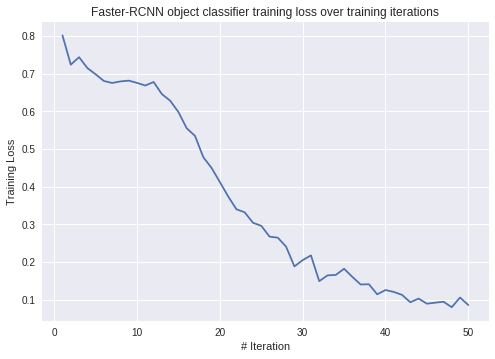 Faster-RCNN object classifier training loss over training iterations
0.8
0.7
0.6
0.5
0.4
0.3
0.2
0.1
Training Loss
0 10 20 30 40 50
# Iteration